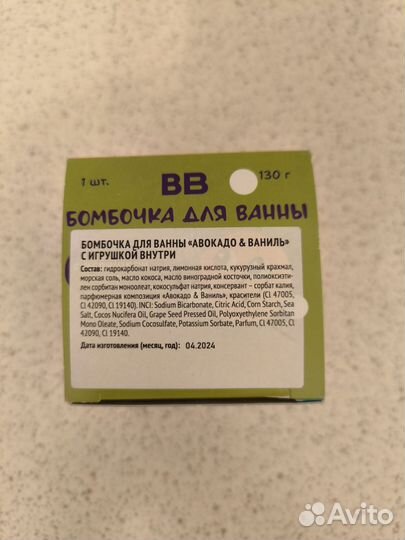 1 шт.
BB
130 г
БОМБОЧКА ДЛЯ ВАННЫ
БОМБОЧКА ДЛЯ ВАННЫ «АВОКАДО & ВАНИЛЬ»
С ИГРУШКОЙ ВНУТРИ
Состав: гидрокарбонат натрия, лимонная кислота, кукурузный крахмал,
морская соль, масло кокоса, масло виноградной косточки, полиоксиэти-
лен сорбитан моноолеат, кокосульфат натрия, консервант – сорбат калия,
парфюмерная композиция «Авокадо & Ваниль», красители (CI 47005,
CI 42090, CI 19140). INCI: Sodium Bicarbonate, Citric Acid, Corn Starch, Sea
Salt, Cocos Nucifera Oil, Grape Seed Pressed Oil, Polyoxyethylene Sorbitan
Mono Oleate, Sodium Cocosulfate, Potassium Sorbate, Parfum, CI 47005, CI
42090, CI 19140.
Дата изготовления (месяц, год): 04.2024
Avito